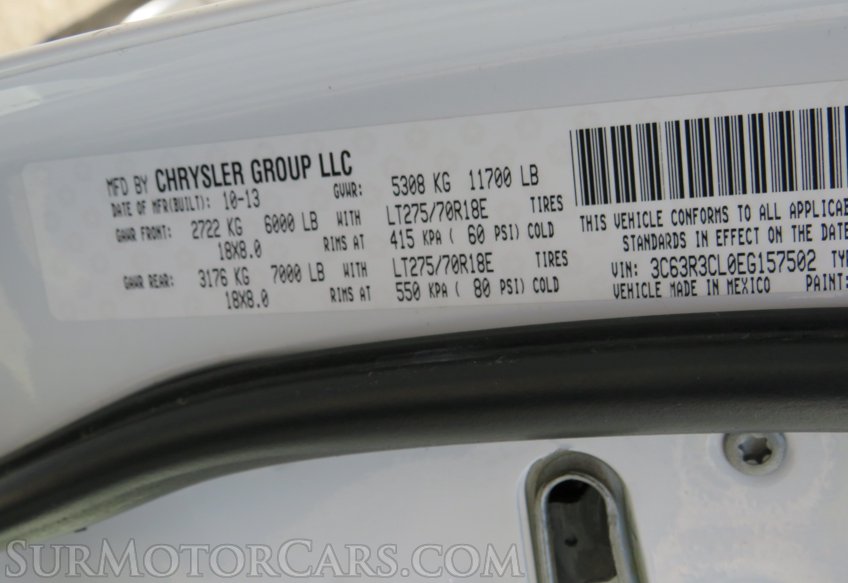 MFD BY CHRYSLER GROUP LLC
DATE OF MFR(BUILT): 10-13 GVWR: 5308 KG 11700 LB
GAWR FRONT: 2722 KG 6000 LB WITH LT275/70R18E TIRES
18X8.0 RIMS AT 415 KPA ( 60 PSI) COLD
GAWR REAR: 3176 KG 7000 LB WITH LT275/70R18E TIRES
18X8.0 RIMS AT 550 KPA ( 80 PSI) COLD
THIS VEHICLE CONFORMS TO ALL APPLICAB
STANDARDS IN EFFECT ON THE DATE
VIN: 3C63R3CL0EG157502 TYP
VEHICLE MADE IN MEXICO PAINT:
SURMOTORCARS.COM